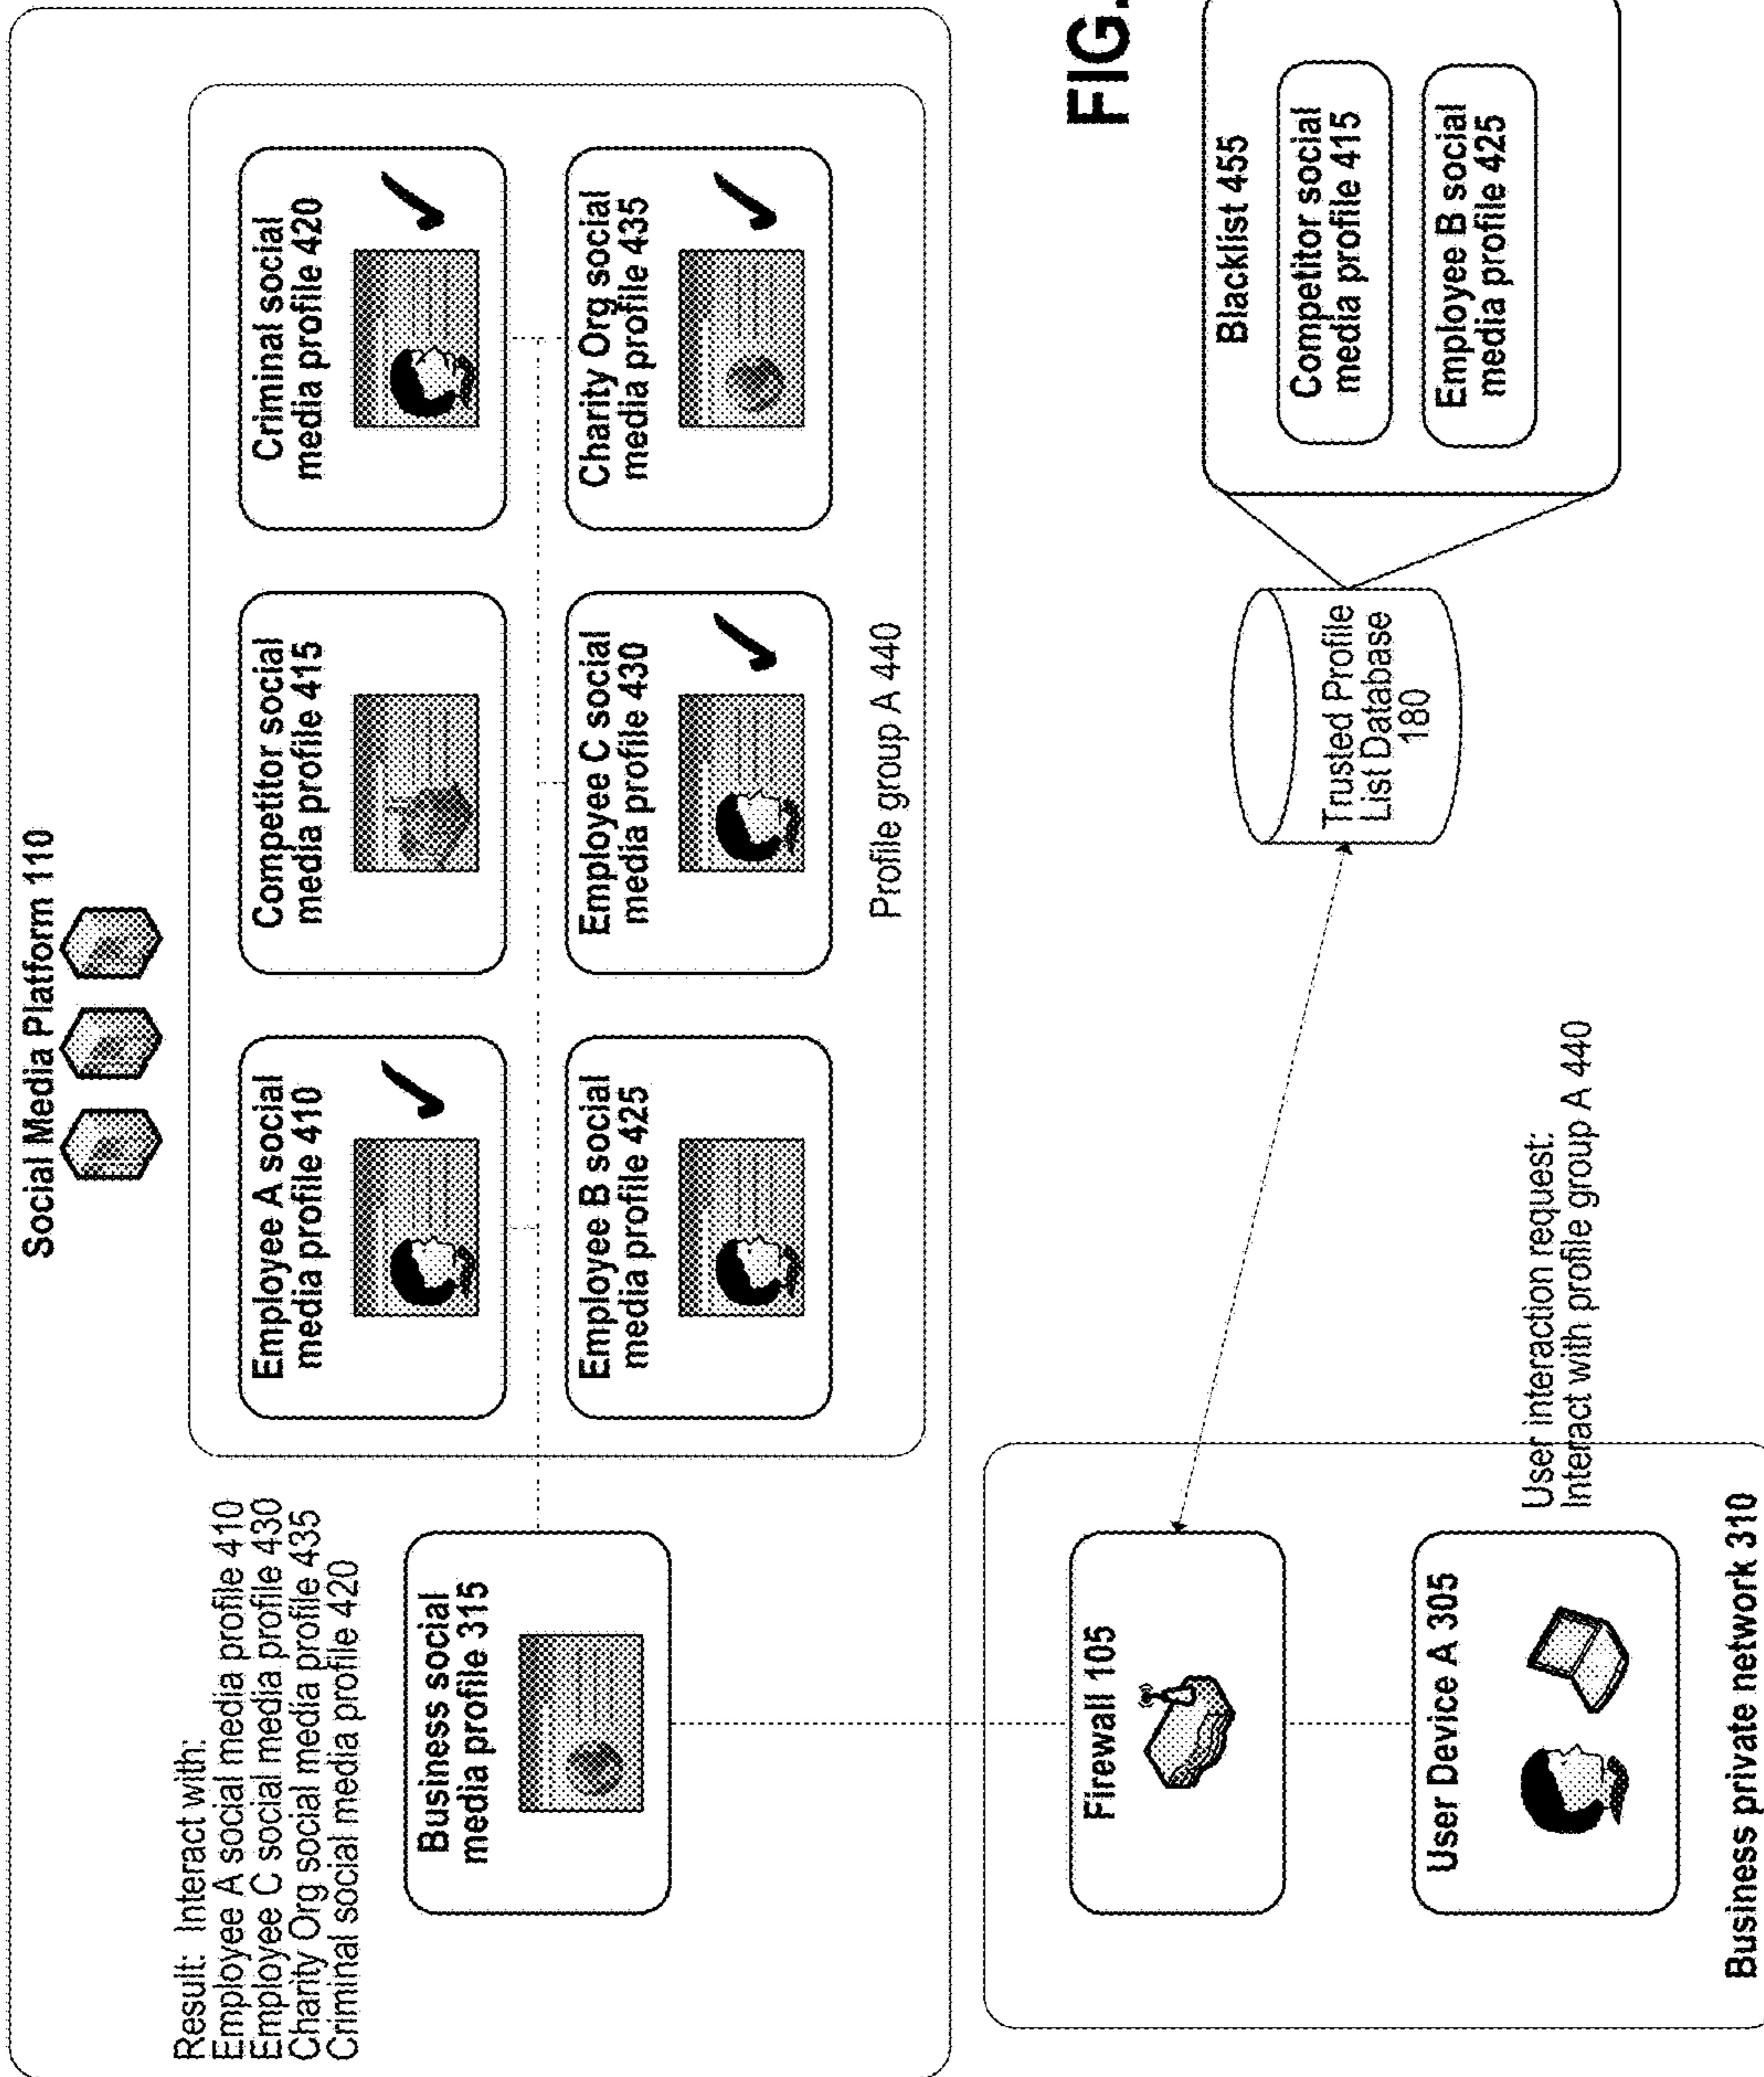 Social Media Platform 110
Result: Interact with:
Employee A social media profile 410
Employee C social media profile 430
Charity Org social media profile 435
Criminal social media profile 420
Business social
media profile 315
Employee A social
media profile 410
Competitor social
media profile 415
Criminal social
media profile 420
Employee B social
media profile 425
Employee C social
media profile 430
Charity Org social
media profile 435
Profile group A 440
Firewall 105
User Device A 305
Business private network 310
User interaction request:
Interact with profile group A 440
Trusted Profile
List Database
180
Blacklist 455
Competitor social
media profile 415
Employee B social
media profile 425
FIG.